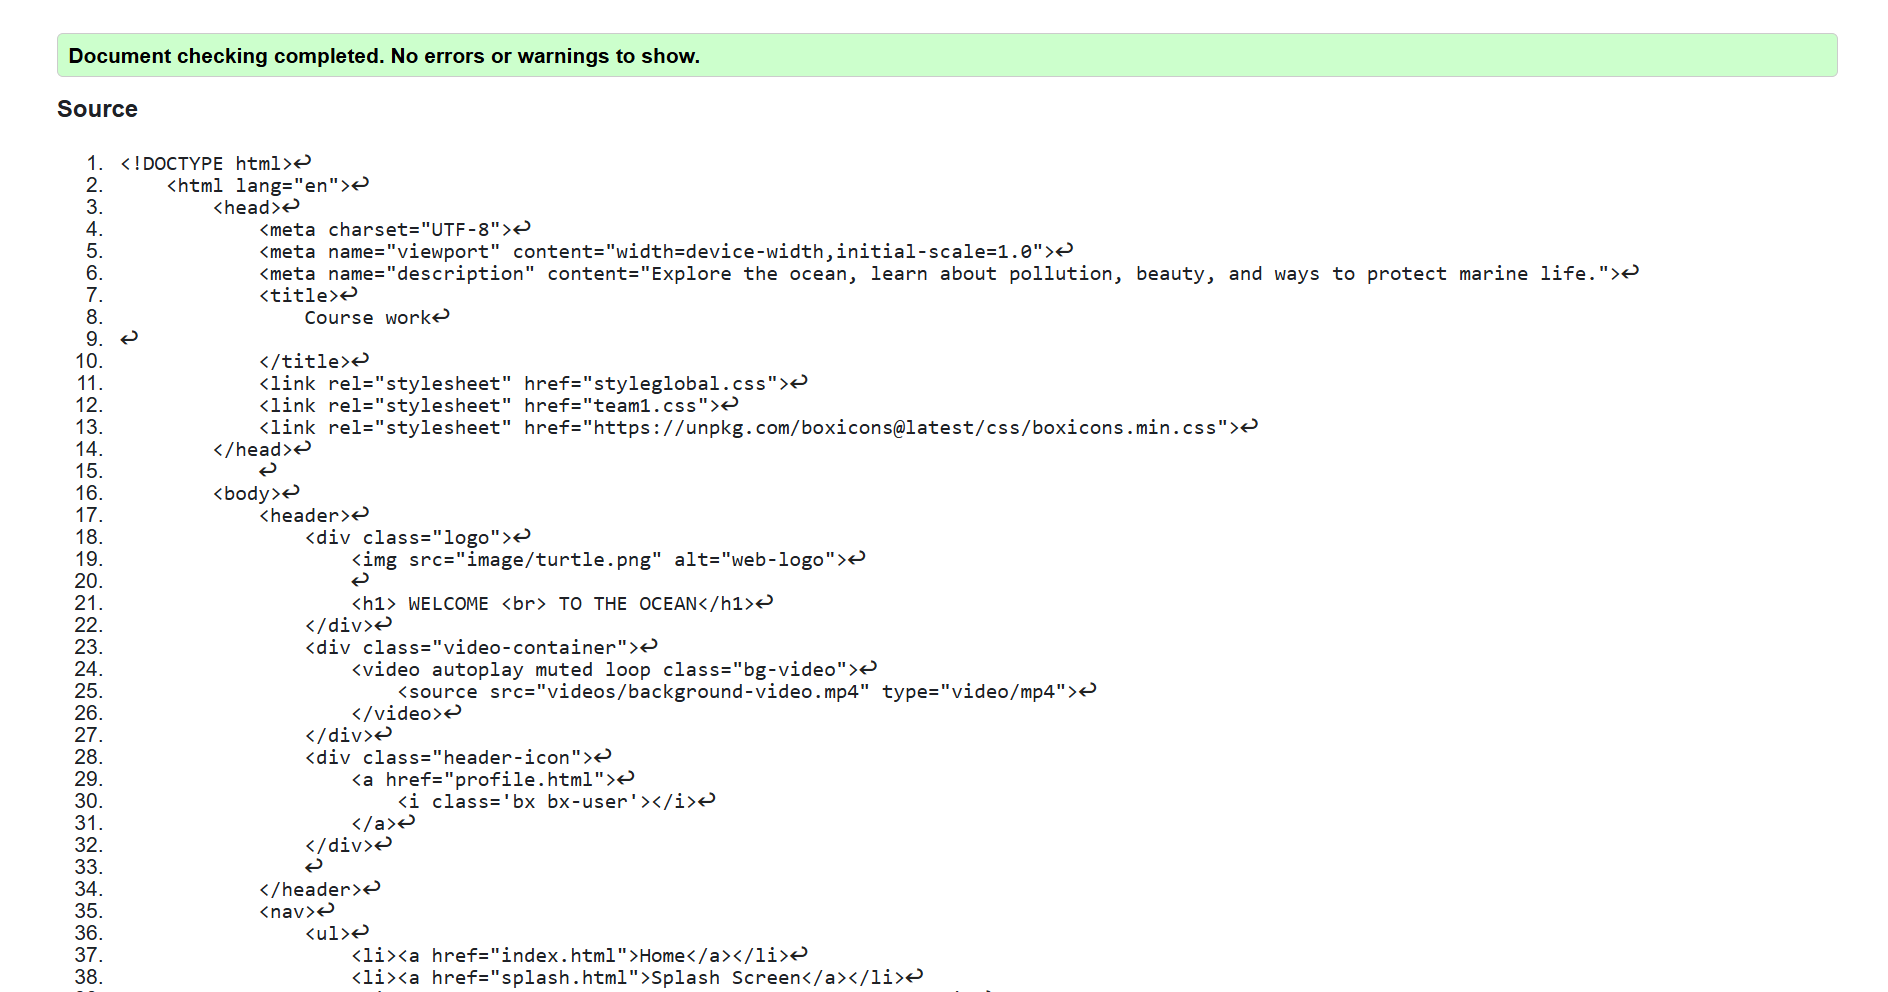 Document checking completed. No errors or warnings to show.
Source
1. <!DOCTYPE html>↩
2. <html lang="en">↩
3. <head>↩
4. <meta charset="UTF-8">↩
5. <meta name="viewport" content="width=device-width,initial-scale=1.0">↩
6. <meta name="description" content="Explore the ocean, learn about pollution, beauty, and ways to protect marine life.">↩
7. <title>↩
8. Course work↩
9. ↩
10. </title>↩
11. <link rel="stylesheet" href="styleglobal.css">↩
12. <link rel="stylesheet" href="team1.css">↩
13. <link rel="stylesheet" href="https://unpkg.com/boxicons@latest/css/boxicons.min.css">↩
14. </head>↩
15. ↩
16. <body>↩
17. <header>↩
18. <div class="logo">↩
19. <img src="image/turtle.png" alt="web-logo">↩
20. ↩
21. <h1> WELCOME <br> TO THE OCEAN</h1>↩
22. </div>↩
23. <div class="video-container">↩
24. <video autoplay muted loop class="bg-video">↩
25. <source src="videos/background-video.mp4" type="video/mp4">↩
26. </video>↩
27. </div>↩
28. <div class="header-icon">↩
29. <a href="profile.html">↩
30. <i class='bx bx-user'></i>↩
31. </a>↩
32. </div>↩
33. ↩
34. </header>↩
35. <nav>↩
36. <ul>↩
37. <li><a href="index.html">Home</a></li>↩
38. <li><a href="splash.html">Splash Screen</a></li>↩